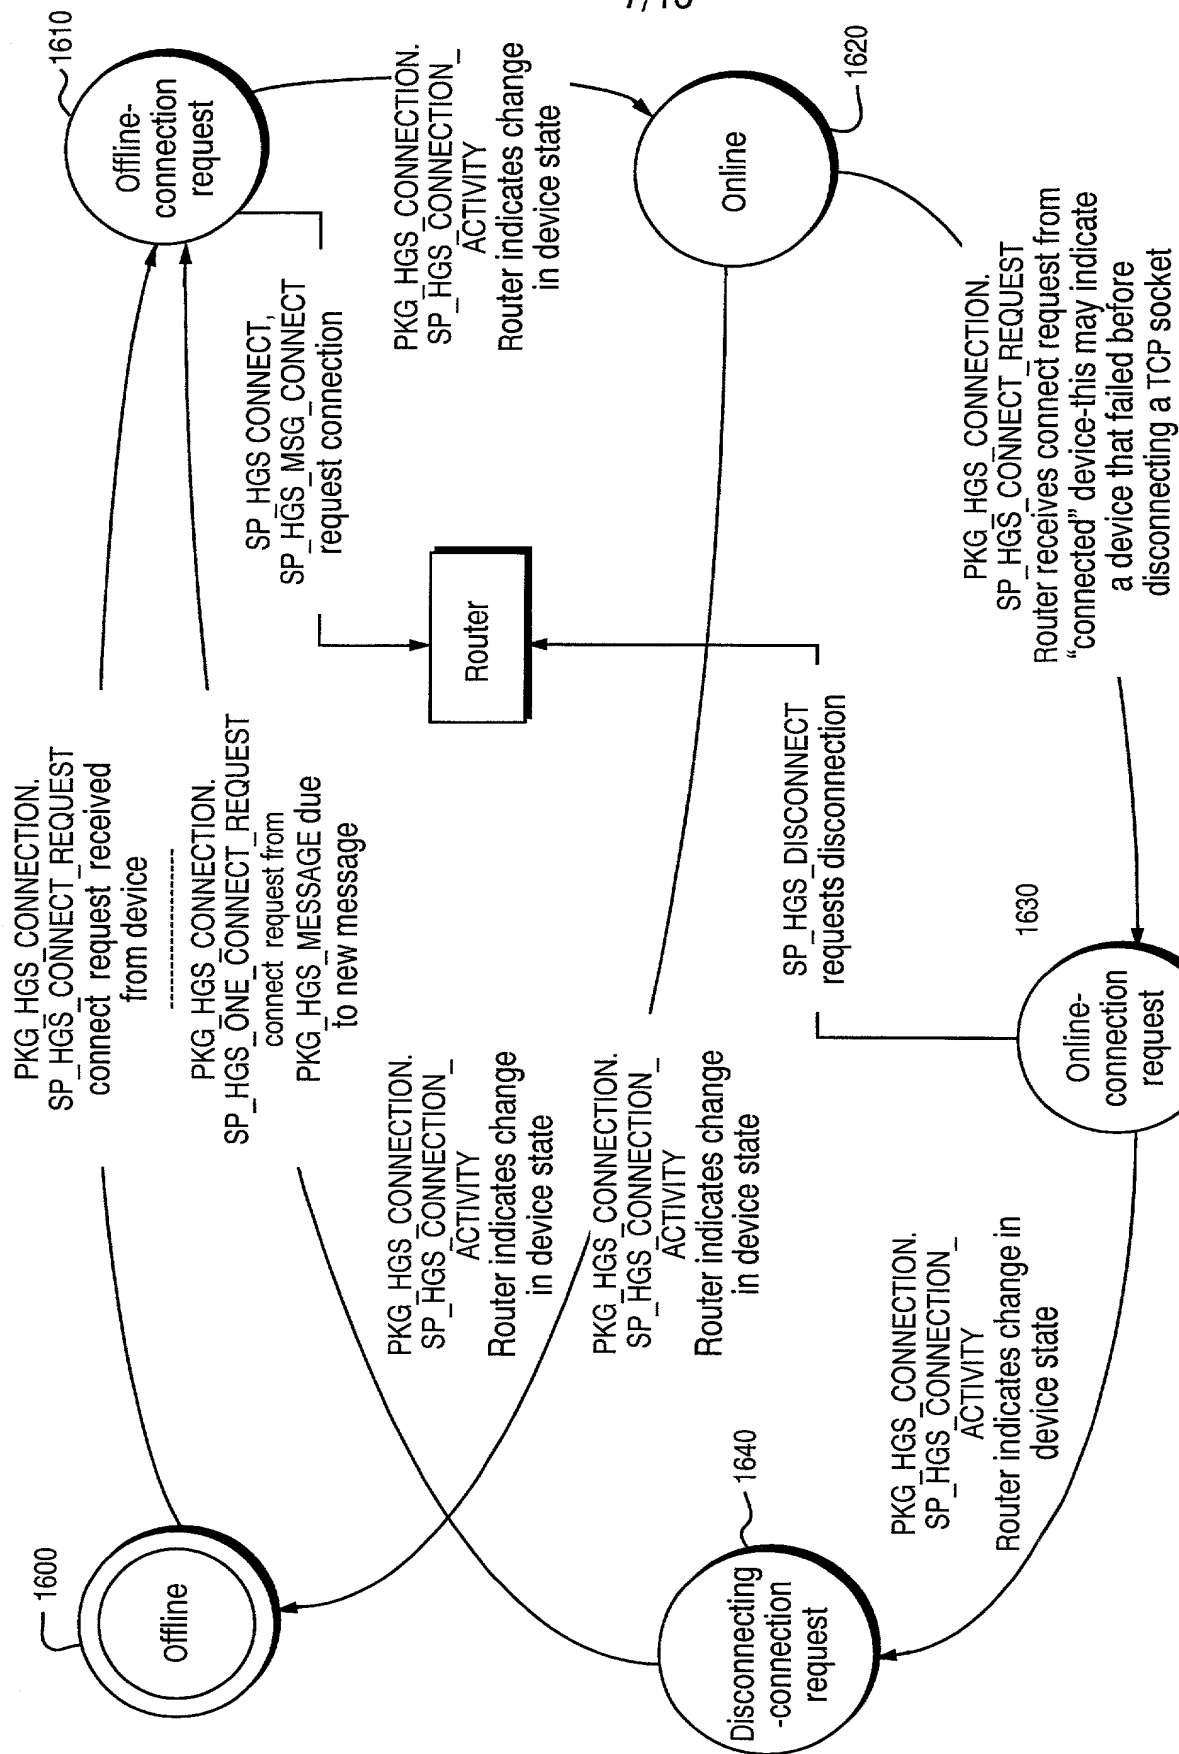 7/13
1600
Offline
PKG_HGS_CONNECTION.
SP_HGS_CONNECT_REQUEST
connect request received
from device
PKG_HGS_CONNECTION.
SP_HGS_ONE_CONNECT_REQUEST
connect request from
PKG_HGS_MESSAGE due
to new message
1610
Offline-
connection
request
SP_HGS CONNECT,
SP_HGS_MSG_CONNECT
request connection
PKG_HGS_CONNECTION.
SP_HGS_CONNECTION_
ACTIVITY
Router indicates change
in device state
Router
PKG_HGS_CONNECTION.
SP_HGS_CONNECTION_
ACTIVITY
Router indicates change
in device state
PKG_HGS_CONNECTION.
SP_HGS_CONNECTION_
ACTIVITY
Router indicates change
in device state
1620
Online
1640
Disconnecting
-connection
request
SP_HGS_DISCONNECT
requests disconnection
PKG_HGS_CONNECTION.
SP_HGS_CONNECT_REQUEST
Router receives connect request from
“connected” device-this may indicate
a device that failed before
disconnecting a TCP socket
PKG_HGS_CONNECTION.
SP_HGS_CONNECTION_
ACTIVITY
Router indicates change in
device state
1630
Online-
connection
request